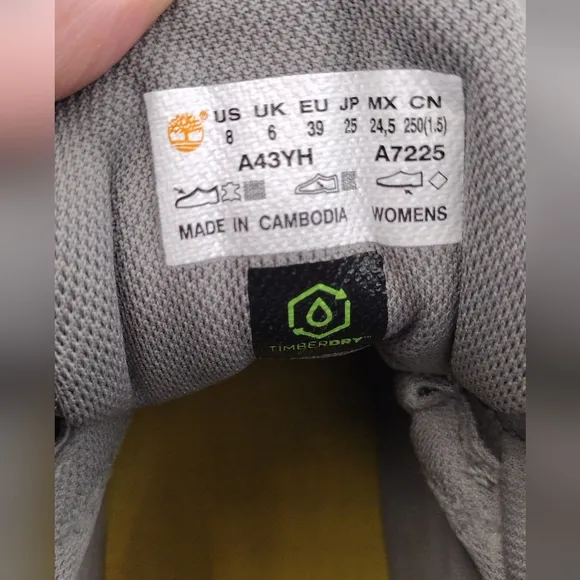 US UK EU JP MX CN
8 6 39 25 24,5 250(1.5)
A43YH A7225
MADE IN CAMBODIA WOMENS
TIMBERDRY™